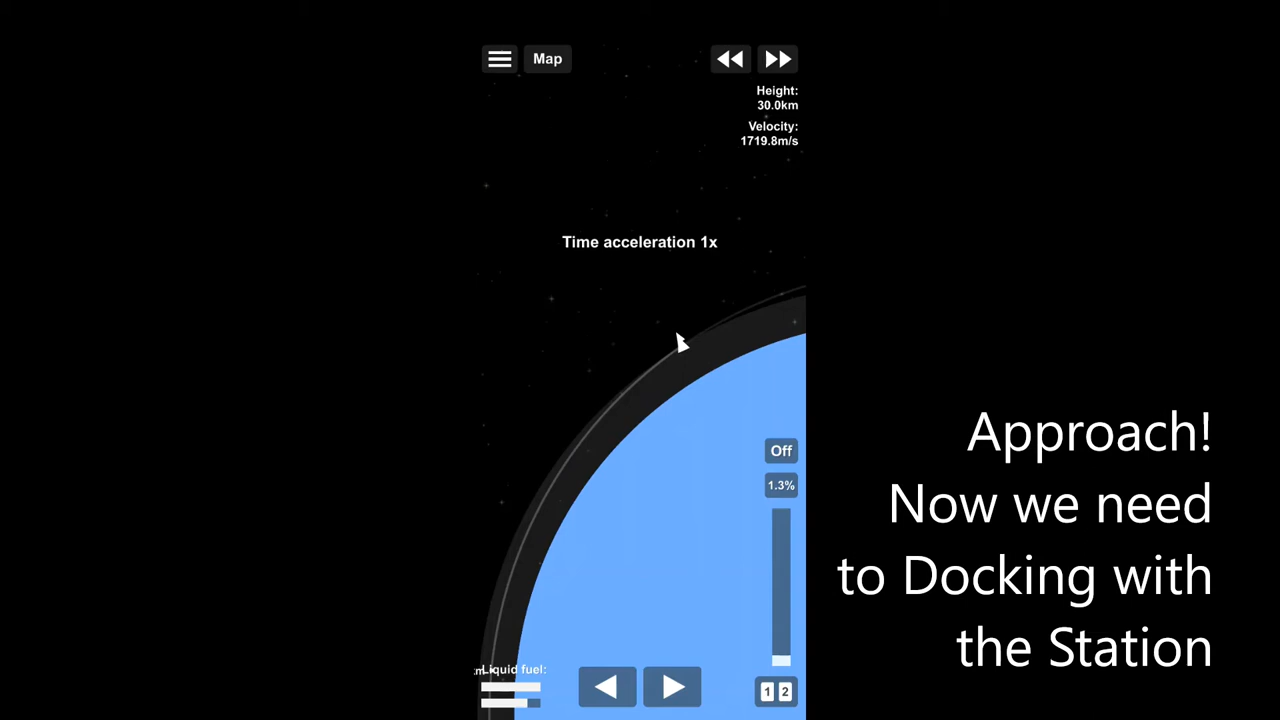 Map
Height:
30.0km
Velocity:
1719.8m/s
Time acceleration 1x
Off
1.3%
Liquid fuel:
1 2
Approach!
Now we need
to Docking with
the Station